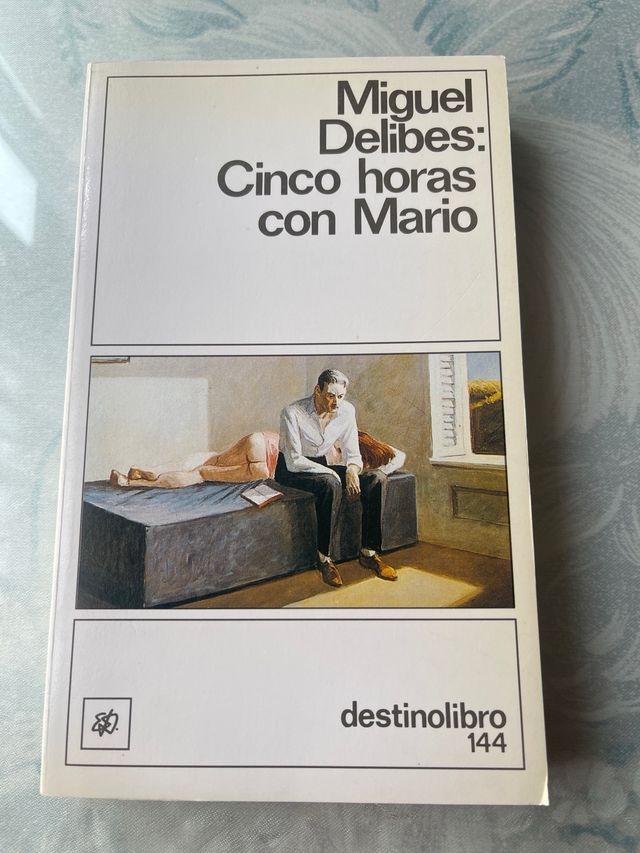 Miguel
Delibes:
Cinco horas
con Mario
destinolibro
144